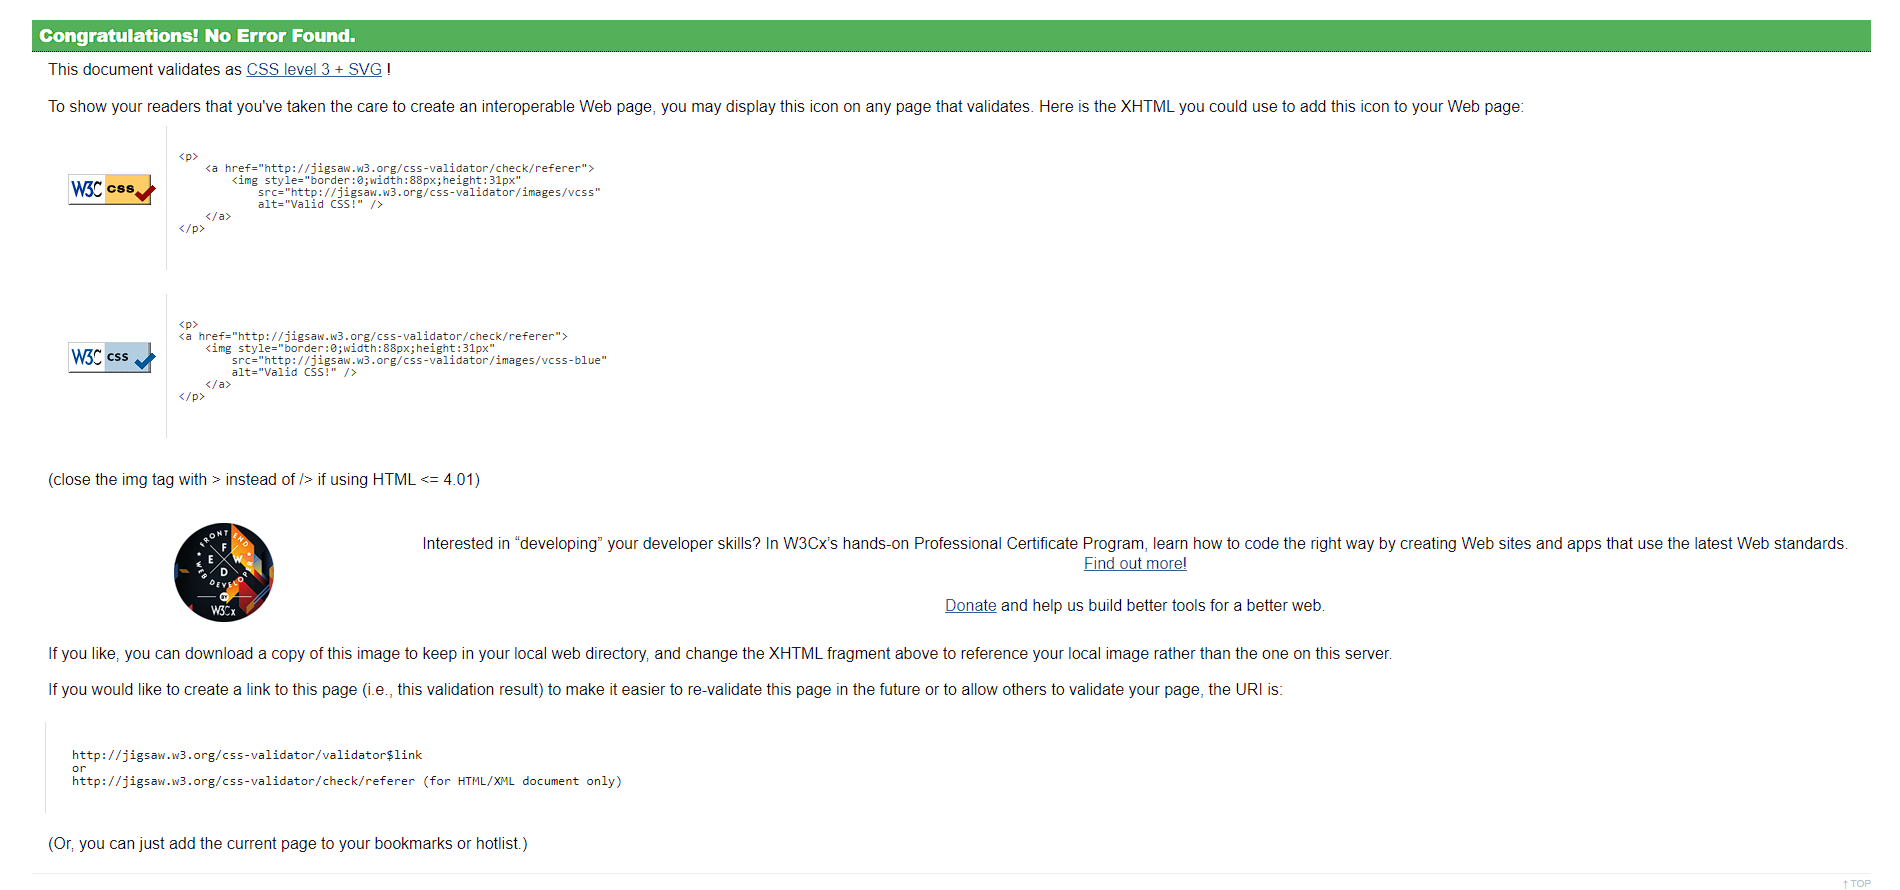 Congratulations! No Error Found.
This document validates as CSS level 3 + SVG !
To show your readers that you've taken the care to create an interoperable Web page, you may display this icon on any page that validates. Here is the XHTML you could use to add this icon to your Web page:
W3C css
<p>
    <a href="http://jigsaw.w3.org/css-validator/check/referer">
        <img style="border:0;width:88px;height:31px"
            src="http://jigsaw.w3.org/css-validator/images/vcss"
            alt="Valid CSS!" />
    </a>
</p>
W3C css
<p>
<a href="http://jigsaw.w3.org/css-validator/check/referer">
    <img style="border:0;width:88px;height:31px"
        src="http://jigsaw.w3.org/css-validator/images/vcss-blue"
        alt="Valid CSS!" />
    </a>
</p>
(close the img tag with > instead of /> if using HTML <= 4.01)
FRONT END
F
E W
D
WEB DEVELOPER
BY
W3Cx
Interested in “developing” your developer skills? In W3Cx’s hands-on Professional Certificate Program, learn how to code the right way by creating Web sites and apps that use the latest Web standards.
Find out more!
Donate and help us build better tools for a better web.
If you like, you can download a copy of this image to keep in your local web directory, and change the XHTML fragment above to reference your local image rather than the one on this server.
If you would like to create a link to this page (i.e., this validation result) to make it easier to re-validate this page in the future or to allow others to validate your page, the URI is:
http://jigsaw.w3.org/css-validator/validator$link
or
http://jigsaw.w3.org/css-validator/check/referer (for HTML/XML document only)
(Or, you can just add the current page to your bookmarks or hotlist.)
↑ TOP